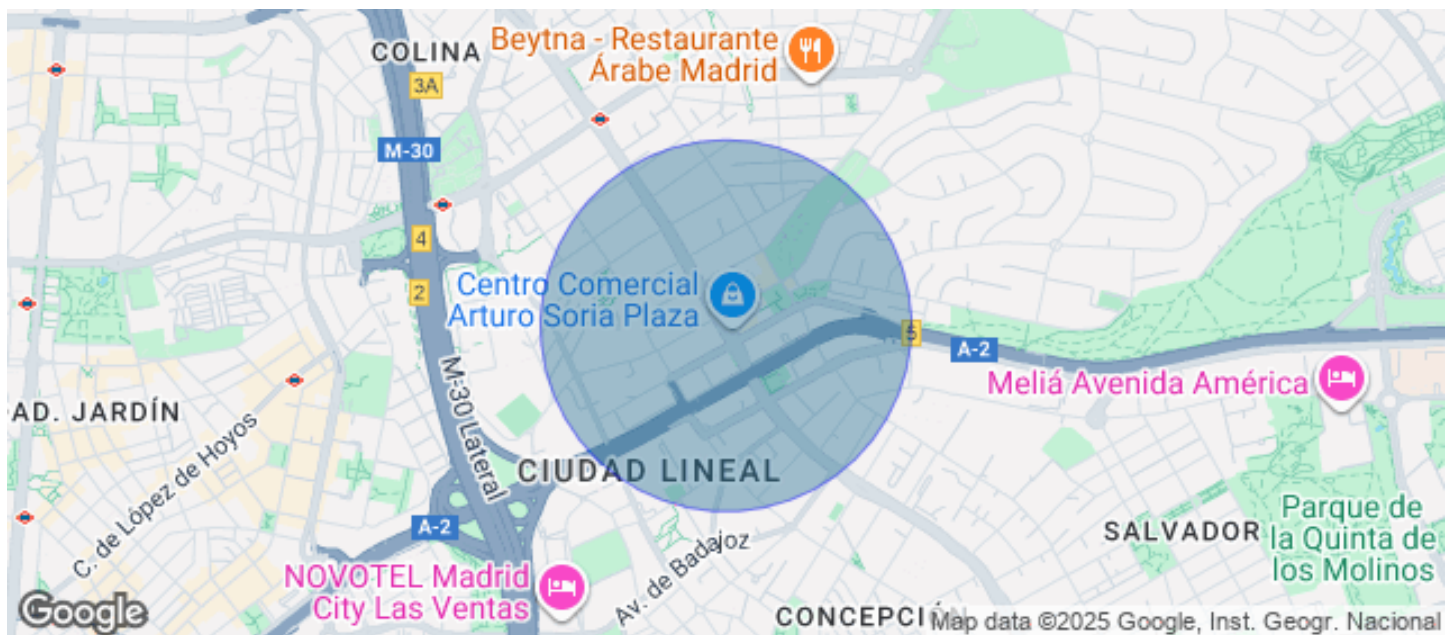 COLINA
Beytna - Restaurante
Árabe Madrid
3A
M-30
4
2
Centro Comercial
Arturo Soria Plaza
5
A-2
Meliá Avenida América
AD. JARDÍN
M-30 Lateral
C. de López de Hoyos
CIUDAD LINEAL
A-2
SALVADOR
Parque de
la Quinta de
los Molinos
Av. de Badajoz
NOVOTEL Madrid
City Las Ventas
CONCEPCIÓN
Google
Map data ©2025 Google, Inst. Geogr. Nacional